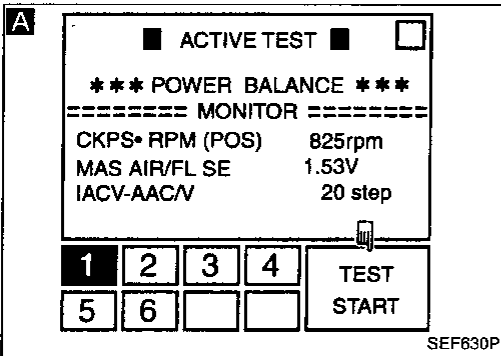 A
■ ACTIVE TEST ■
*** POWER BALANCE ***
======== MONITOR ========
CKPS• RPM (POS) 825rpm
MAS AIR/FL SE 1.53V
IACV-AAC/V 20 step
1 2 3 4 TEST
5 6 START
SEF630P